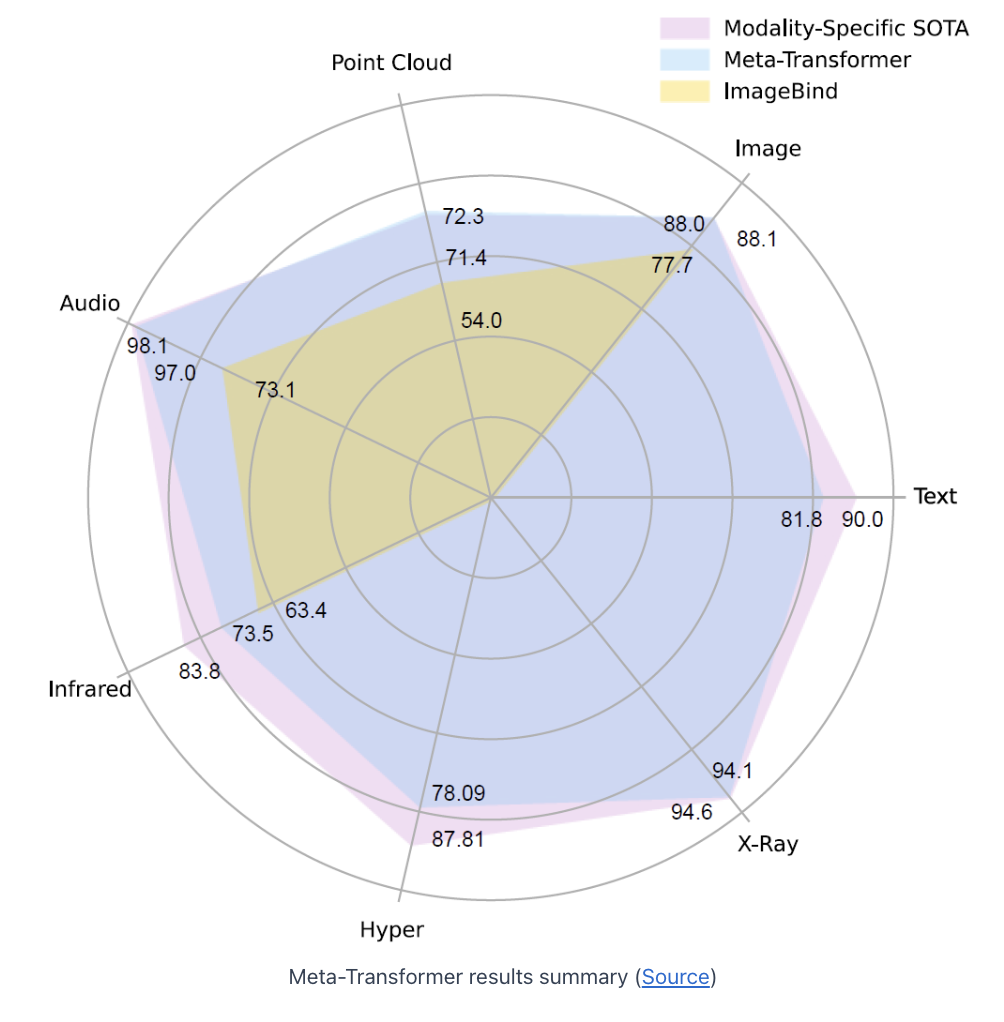 Modality-Specific SOTA
Meta-Transformer
ImageBind
Point Cloud
Image
72.3
88.0
88.1
71.4
77.7
Audio
54.0
98.1
97.0
73.1
Text
81.8
90.0
63.4
73.5
83.8
Infrared
94.1
78.09
94.6
87.81
X-Ray
Hyper
Meta-Transformer results summary (Source)